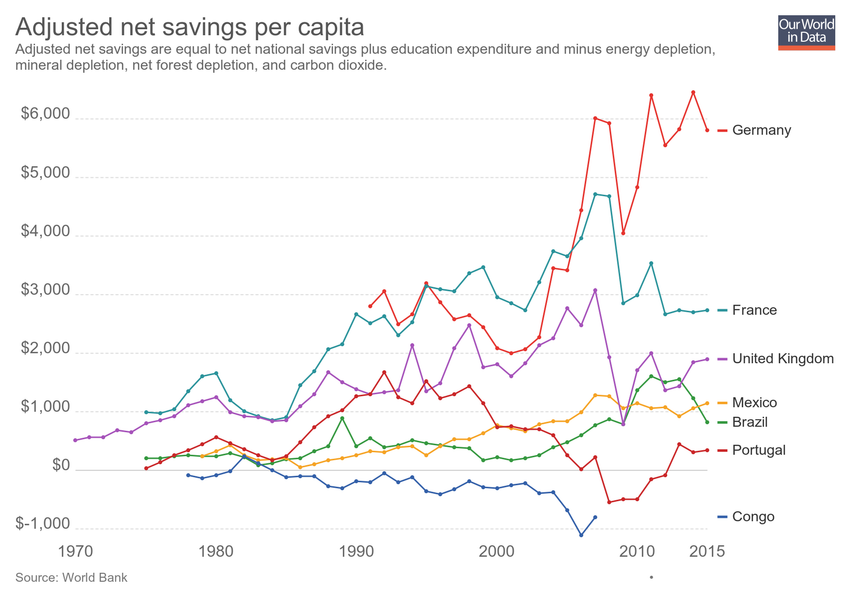 Adjusted net savings per capita
Our World
in Data
Adjusted net savings are equal to net national savings plus education expenditure and minus energy depletion,
mineral depletion, net forest depletion, and carbon dioxide.
$6,000
$5,000
$4,000
$3,000
$2,000
$1,000
$0
$-1,000
Germany
France
United Kingdom
Mexico
Brazil
Portugal
Congo
1970
1980
1990
2000
2010
2015
Source: World Bank